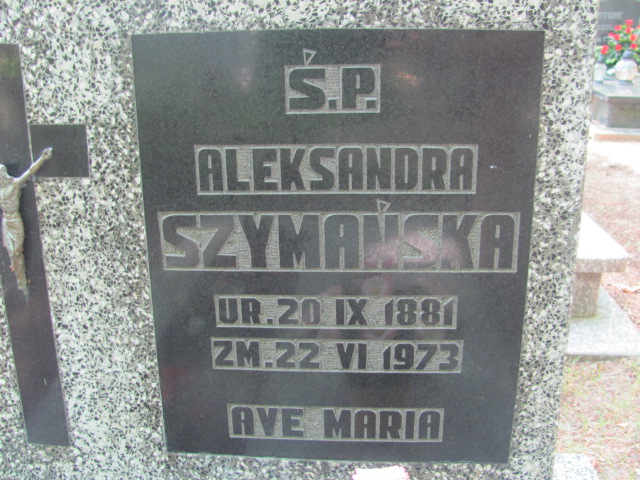 Ś.P.
ALEKSANDRA
SZYMAŃSKA
UR. 20 IX 1881
ZM. 22 VI 1973
AVE MARIA